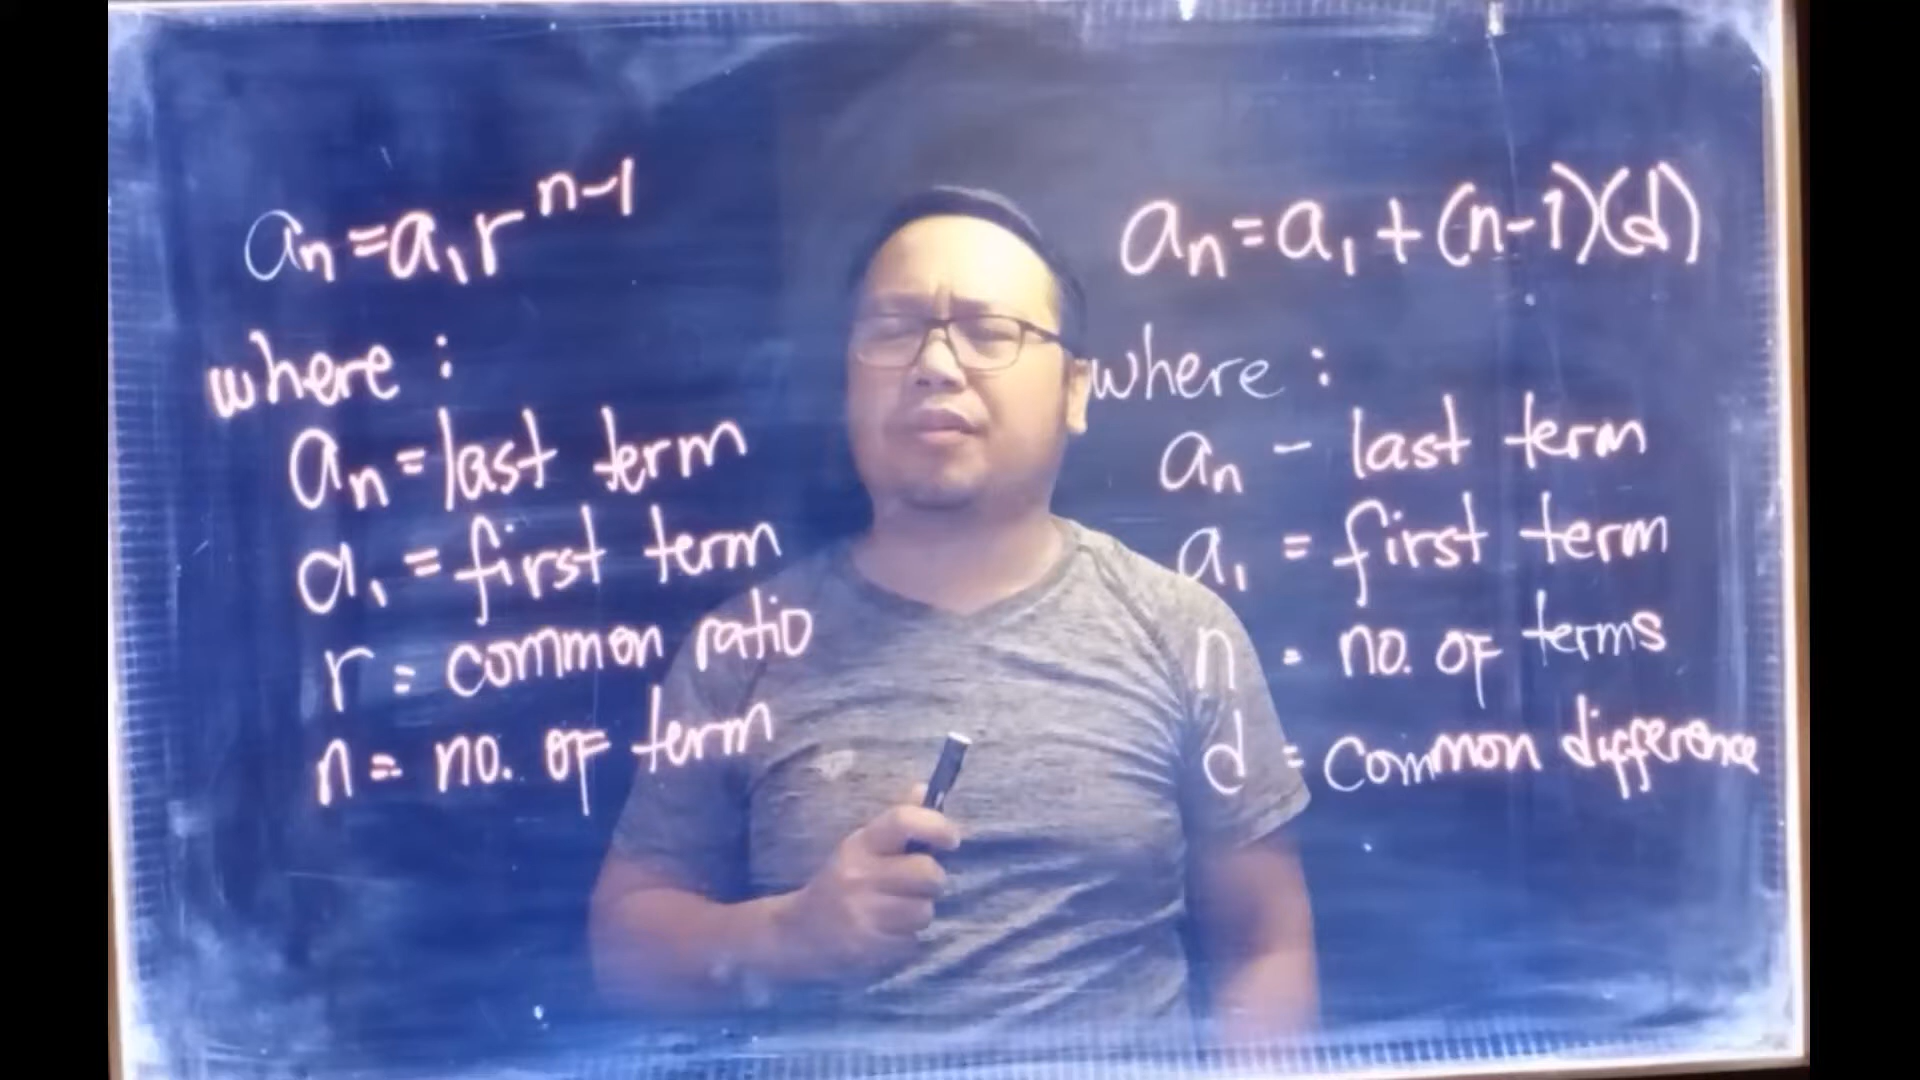 an = a₁ r^n-1
where :
an = last term
a₁ = first term
r = common ratio
n = no. of term
an = a₁ + (n-1)(d)
where :
an - last term
a₁ = first term
n = no. of terms
d = common difference